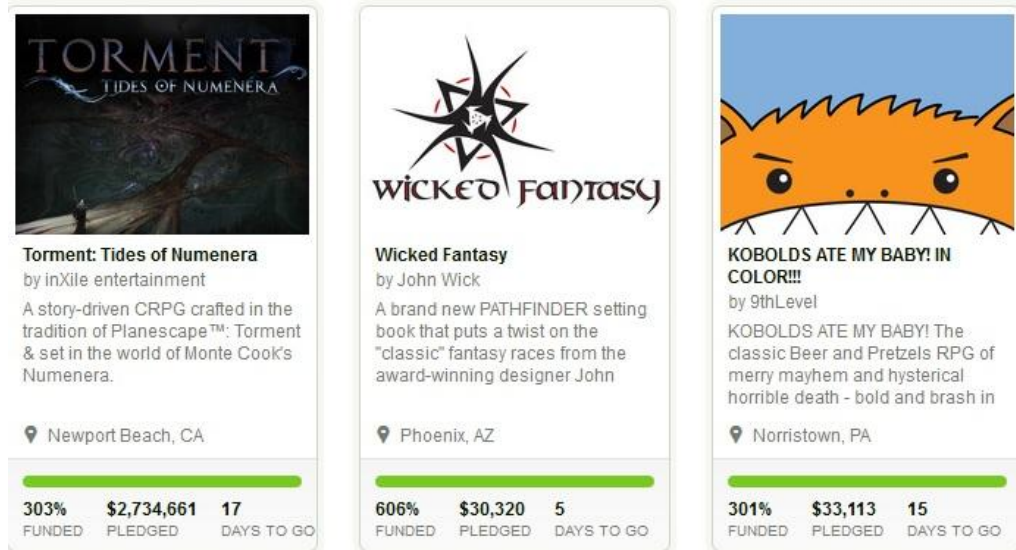 TORMENT
TIDES OF NUMENERA
Torment: Tides of Numenera
by inXile entertainment
A story-driven CRPG crafted in the
tradition of Planescape™: Torment
& set in the world of Monte Cook's
Numenera.
Newport Beach, CA
303% $2,734,661 17
FUNDED PLEDGED DAYS TO GO
WICKED FANTASY
Wicked Fantasy
by John Wick
A brand new PATHFINDER setting
book that puts a twist on the
"classic" fantasy races from the
award-winning designer John
Phoenix, AZ
606% $30,320 5
FUNDED PLEDGED DAYS TO GO
KOBOLDS ATE MY BABY! IN
COLOR!!!
by 9thLevel
KOBOLDS ATE MY BABY! The
classic Beer and Pretzels RPG of
merry mayhem and hysterical
horrible death - bold and brash in
Norristown, PA
301% $33,113 15
FUNDED PLEDGED DAYS TO GO